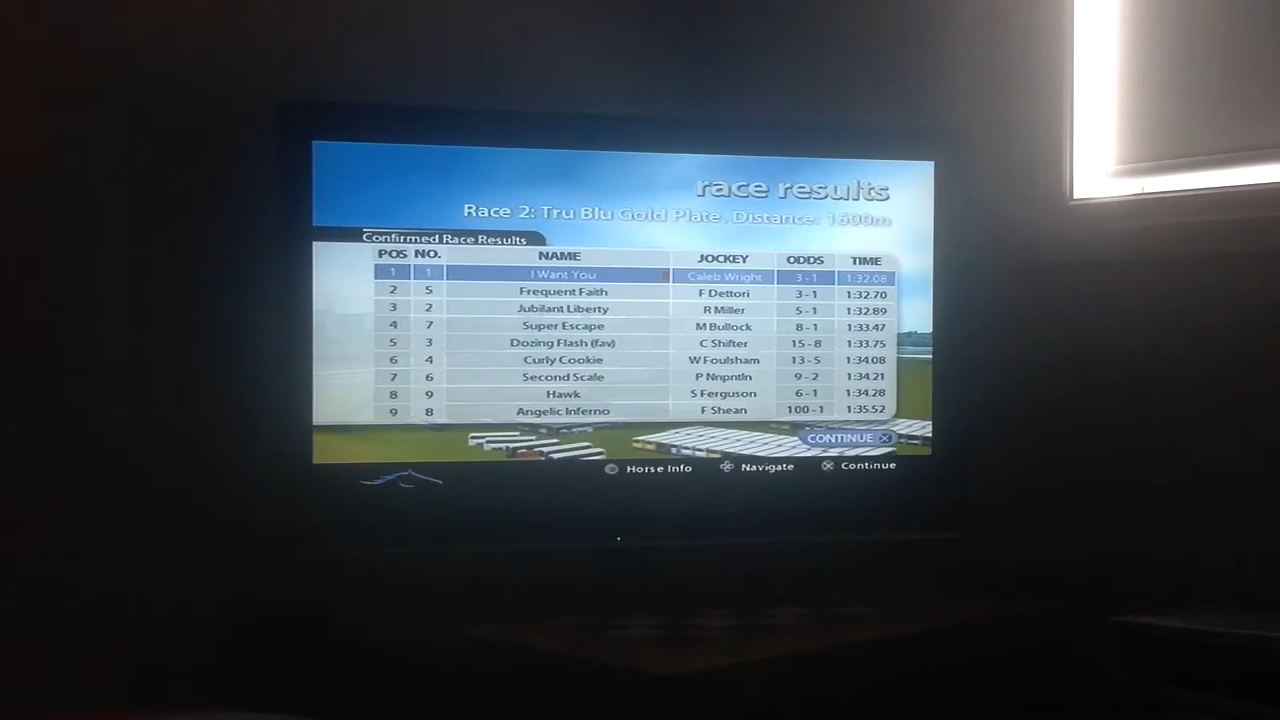 race results
Race 2: Tru Blu Gold Plate, Distance: 1600m
Confirmed Race Results
POS NO. NAME JOCKEY ODDS TIME
1 1 I Want You Caleb Wright 3-1 1:32.08
2 5 Frequent Faith F Dettori 3-1 1:32.70
3 2 Jubilant Liberty R Miller 5-1 1:32.89
4 7 Super Escape M Bullock 8-1 1:33.47
5 3 Dozing Flash (fav) C Shifter 15-8 1:33.75
6 4 Curly Cookie W Foulsham 13-5 1:34.08
7 6 Second Scale P Nnpntln 9-2 1:34.21
8 9 Hawk S Ferguson 6-1 1:34.28
9 8 Angelic Inferno F Shean 100-1 1:35.52
CONTINUE
Horse Info Navigate Continue